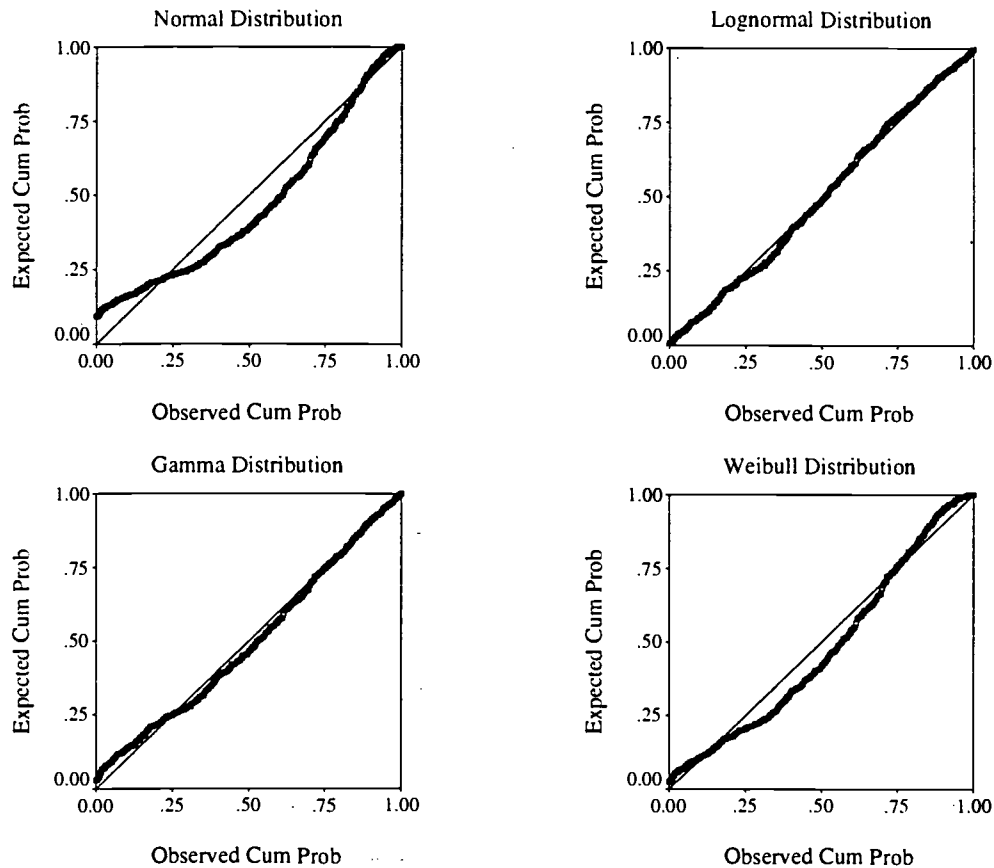 Normal Distribution
1.00
.75
.50
.25
0.00
Expected Cum Prob
0.00 .25 .50 .75 1.00
Observed Cum Prob
Lognormal Distribution
1.00
.75
.50
.25
0.00
Expected Cum Prob
0.00 .25 .50 .75 1.00
Observed Cum Prob
Gamma Distribution
1.00
.75
.50
.25
0.00
Expected Cum Prob
0.00 .25 .50 .75 1.00
Observed Cum Prob
Weibull Distribution
1.00
.75
.50
.25
0.00
Expected Cum Prob
0.00 .25 .50 .75 1.00
Observed Cum Prob